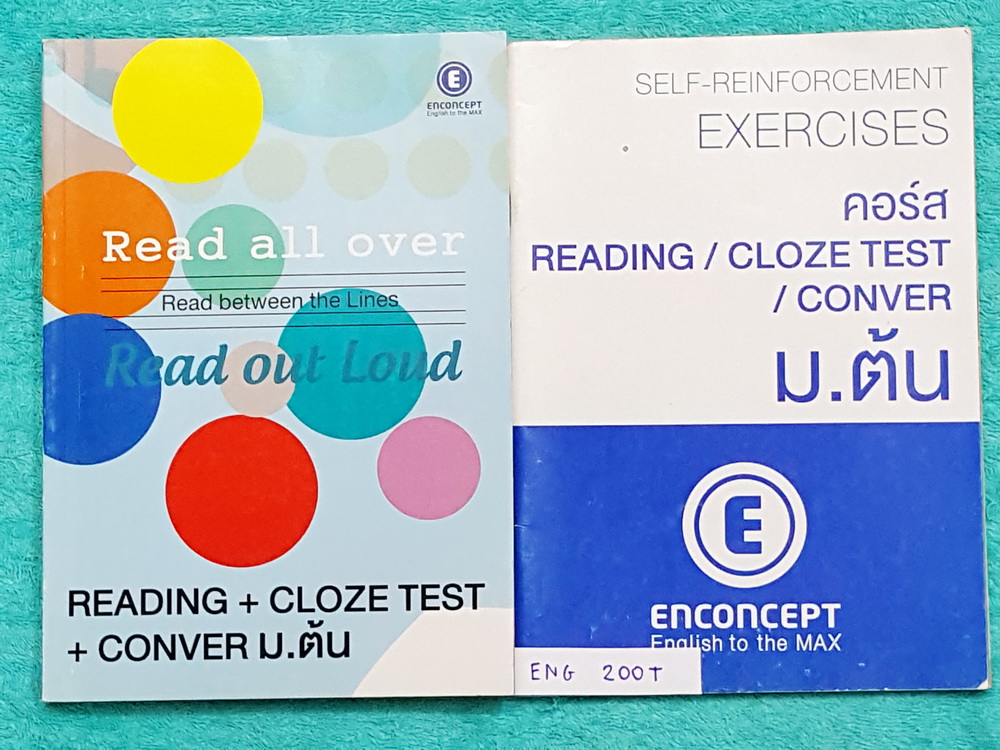 E
ENCONCEPT
English to the MAX
Read all over
Read between the Lines
Read out Loud
READING + CLOZE TEST
+ CONVER ม.ต้น
SELF-REINFORCEMENT
EXERCISES
คอร์ส
READING / CLOZE TEST
/ CONVER
ม.ต้น
E
ENCONCEPT
English to the MAX
ENG 200T